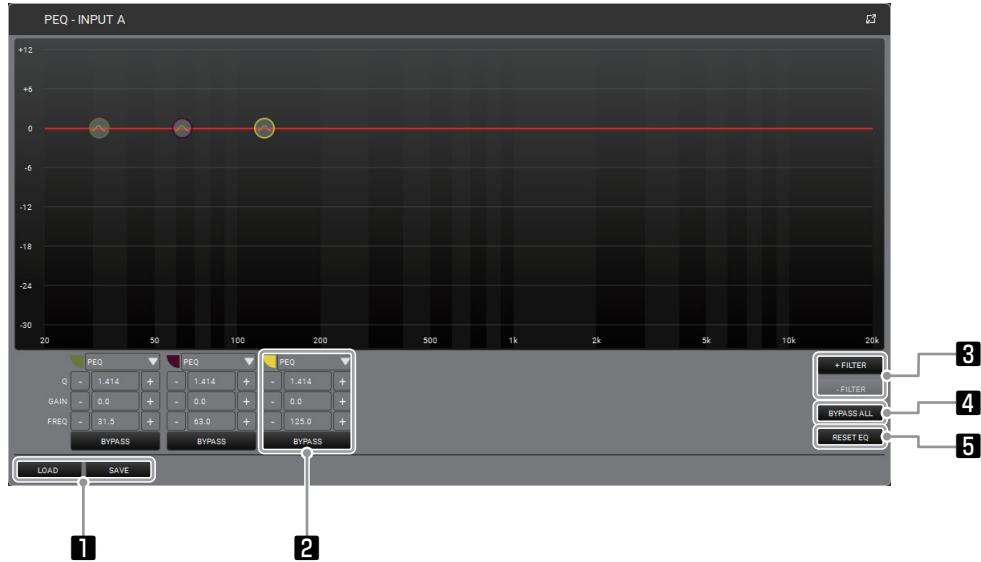 PEQ - INPUT A
+12
+6
0
-6
-12
-18
-24
-30
20 50 100 200 500 1k 2k 5k 10k 20k
PEQ PEQ PEQ
Q - 1.414 + - 1.414 + - 1.414 +
GAIN - 0.0 + - 0.0 + - 0.0 +
FREQ - 31.5 + - 63.0 + - 125.0 +
BYPASS BYPASS BYPASS
+ FILTER
- FILTER
BYPASS ALL
RESET EQ
LOAD SAVE
3
4
5
1 2